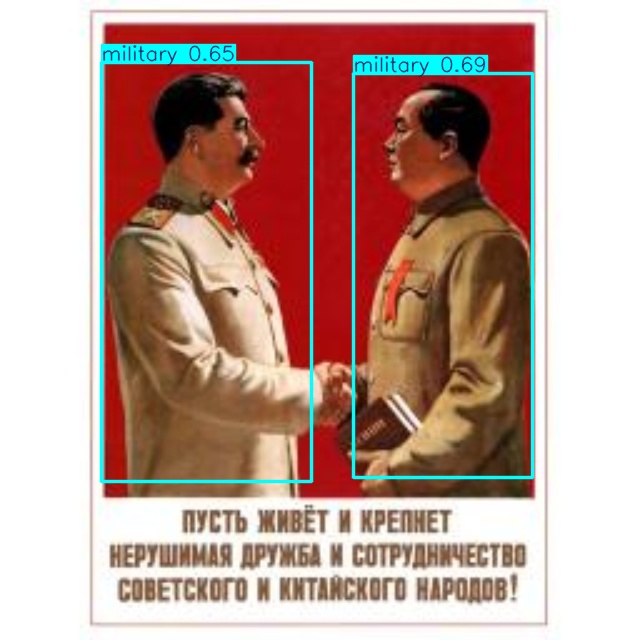 military 0.65
military 0.69
ПУСТЬ ЖИВЁТ И КРЕПНЕТ
НЕРУШИМАЯ ДРУЖБА И СОТРУДНИЧЕСТВО
СОВЕТСКОГО И КИТАЙСКОГО НАРОДОВ!